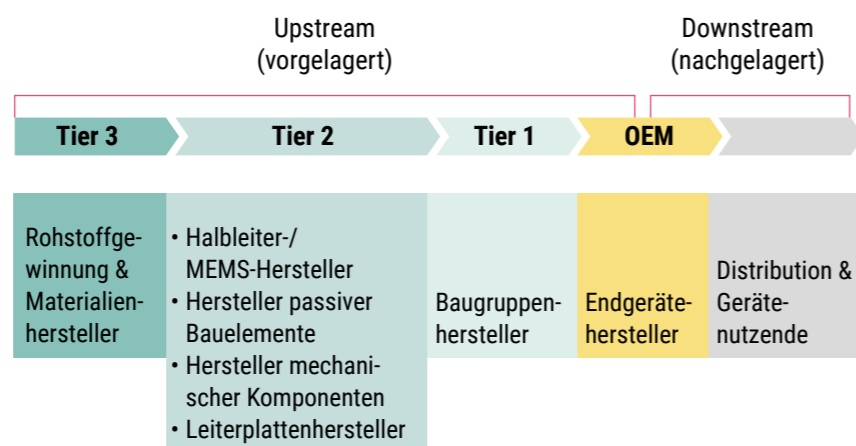 Upstream
(vorgelagert)
Downstream
(nachgelagert)
Tier 3
Tier 2
Tier 1
OEM
Rohstoffge-
winnung &
Materialien-
hersteller
• Halbleiter-/
MEMS-Hersteller
• Hersteller passiver
Bauelemente
• Hersteller mechani-
scher Komponenten
• Leiterplattenhersteller
Baugruppen-
hersteller
Endgeräte-
hersteller
Distribution &
Geräte-
nutzende